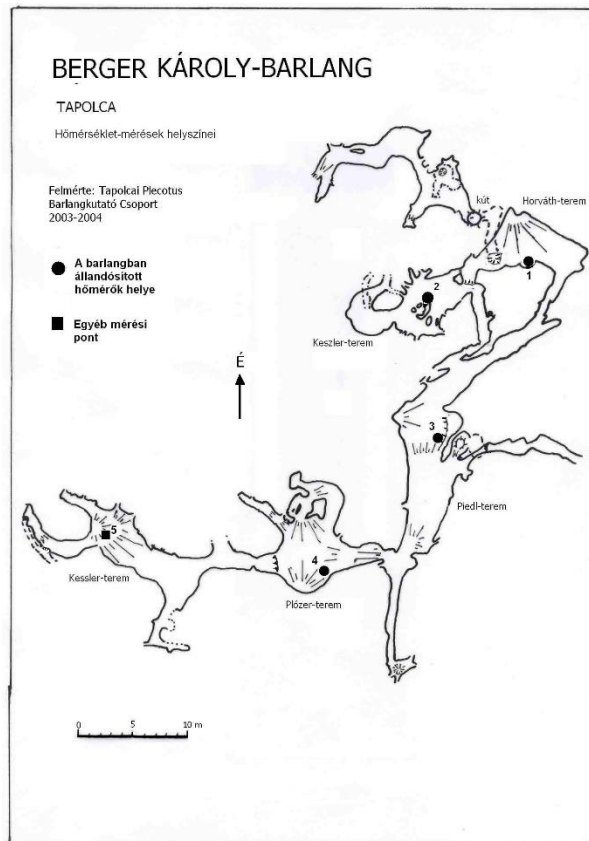 BERGER KÁROLY-BARLANG
TAPOLCA
Hőmérséklet-mérések helyszínei
Felmérte: Tapolcai Plecotus
Barlangkutató Csoport
2003-2004
A barlangban
állandósított
hőmérők helye
Egyéb mérési
pont
É
kút
Horváth-terem
1
2
Keszler-terem
3
Piedl-terem
5
Kessler-terem
4
Plózer-terem
0 5 10 m